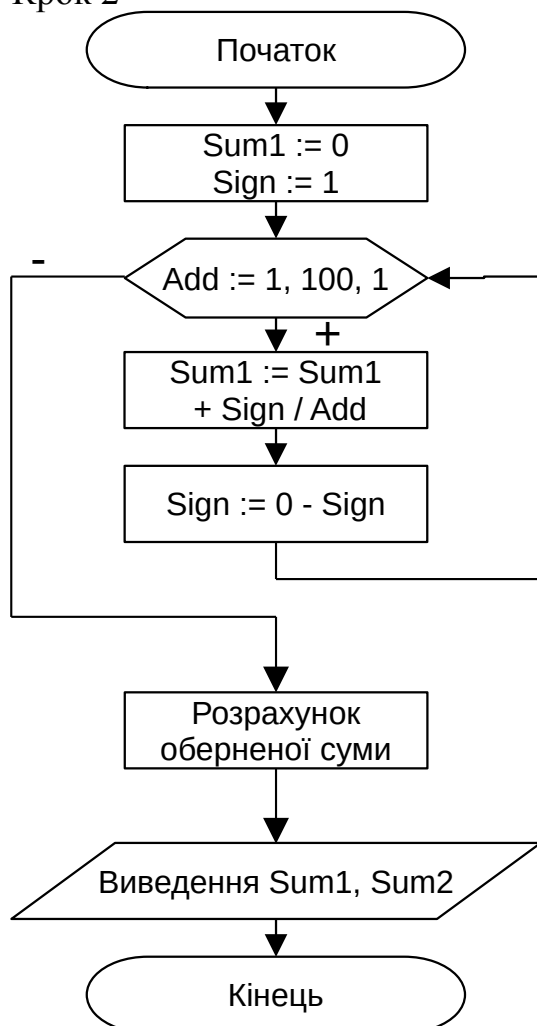 Крок 2
Початок
Sum1 := 0
Sign := 1
-
Add := 1, 100, 1
+
Sum1 := Sum1
+ Sign / Add
Sign := 0 - Sign
Розрахунок
оберненої суми
Виведення Sum1, Sum2
Кінець